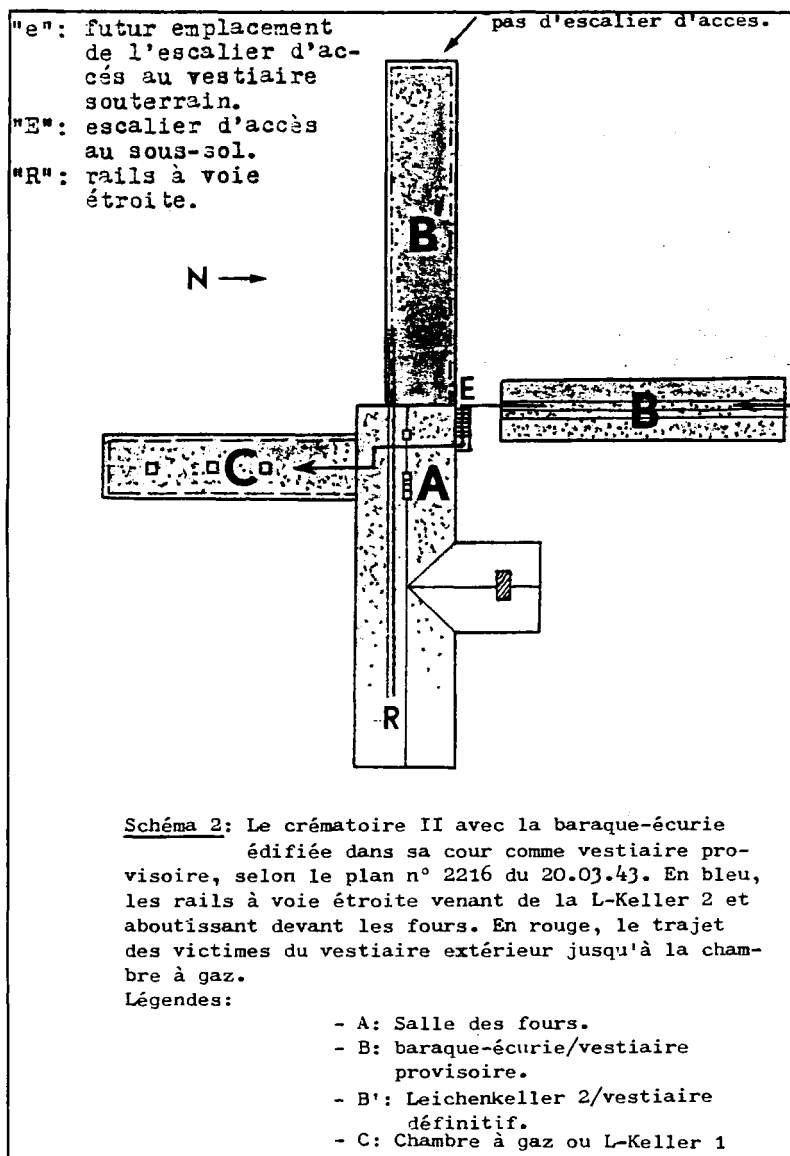 "e": futur emplacement
de l'escalier d'ac-
cés au vestiaire
souterrain.
"E": escalier d'accès
au sous-sol.
"R": rails à voie
étroite.
pas d'escalier d'accès.
N
B'
E
B
C
A
R
Schéma 2: Le crématoire II avec la baraque-écurie
édifiée dans sa cour comme vestiaire pro-
visoire, selon le plan n° 2216 du 20.03.43. En bleu,
les rails à voie étroite venant de la L-Keller 2 et
aboutissant devant les fours. En rouge, le trajet
des victimes du vestiaire extérieur jusqu'à la cham-
bre à gaz.
Légendes:
- A: Salle des fours.
- B: baraque-écurie/vestiaire
provisoire.
- B': Leichenkeller 2/vestiaire
définitif.
- C: Chambre à gaz ou L-Keller 1